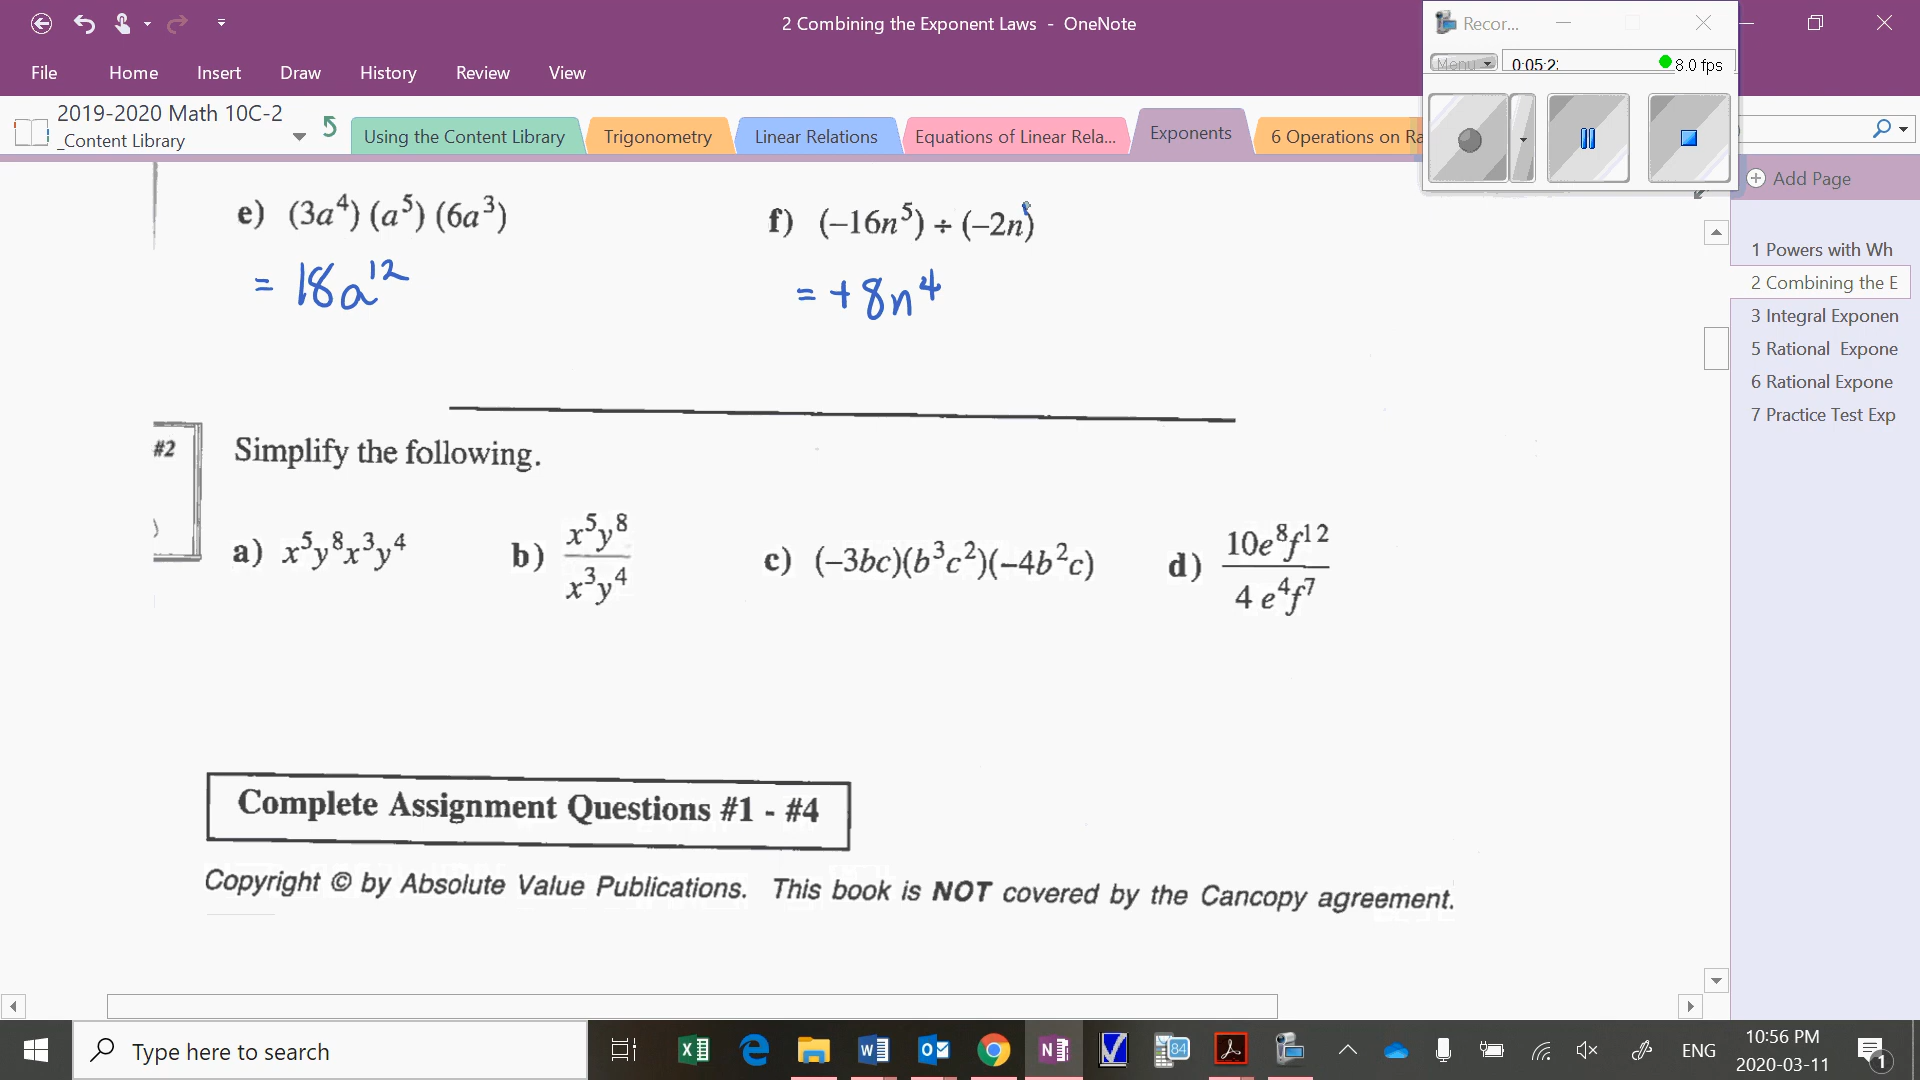 2 Combining the Exponent Laws - OneNote
Recor...
File Home Insert Draw History Review View
Menu
0:05:2
8.0 fps
2019-2020 Math 10C-2
_Content Library
Using the Content Library
Trigonometry
Linear Relations
Equations of Linear Rela...
Exponents
6 Operations on Ra
Add Page
1 Powers with Wh
2 Combining the E
3 Integral Exponen
5 Rational Expone
6 Rational Expone
7 Practice Test Exp
e) (3a⁴) (a⁵) (6a³)
f) (–16n⁵) ÷ (–2n)
= 18a¹²
= +8n⁴
#2
Simplify the following.
a) x⁵y⁸x³y⁴
b) x⁵y⁸
x³y⁴
c) (–3bc)(b³c²)(–4b²c)
d) 10e⁸f¹²
4 e⁴f⁷
Complete Assignment Questions #1 - #4
Copyright © by Absolute Value Publications. This book is NOT covered by the Cancopy agreement.
Type here to search
84
ENG
10:56 PM
2020-03-11
1